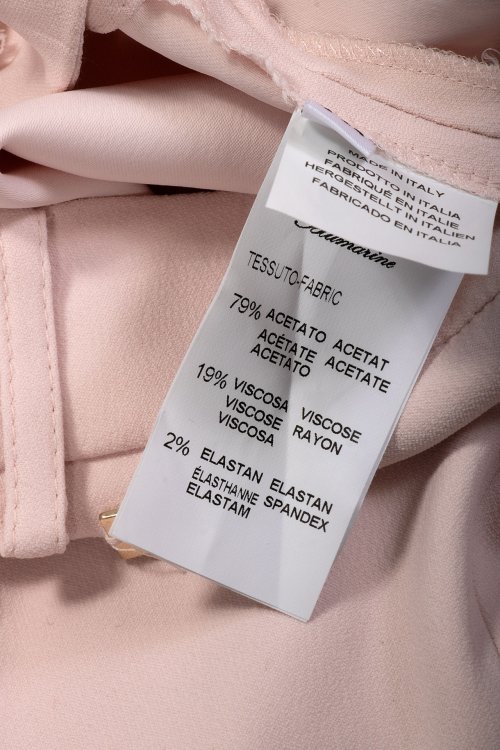 MADE IN ITALY
PRODOTTO IN ITALIA
FABRIQUÉ EN ITALIE
HERGESTELLT IN ITALIEN
FABRICADO EN ITALIA
TESSUTO-FABRIC
79% ACETATO ACETAT
ACÉTATE ACETATE
ACETATO
19% VISCOSA VISCOSE
VISCOSE RAYON
VISCOSA
2% ELASTAN ELASTAN
ÉLASTHANNE SPANDEX
ELASTAM